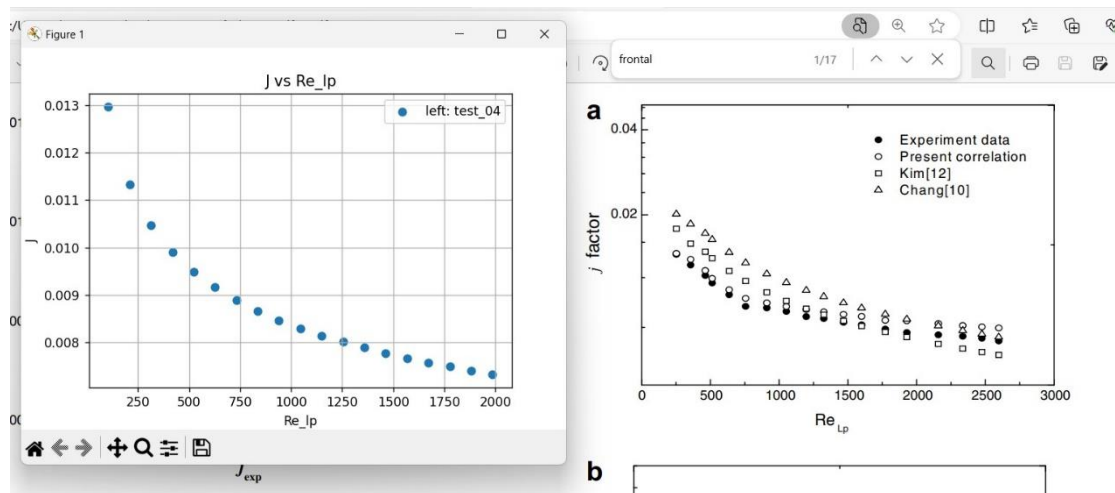 Figure 1
J vs Re_lp
left: test_04
0.013
0.012
0.011
0.010
0.009
0.008
J
250
500
750
1000
1250
1500
1750
2000
Re_lp
J
exp
frontal
1/17
a
0.04
0.02
j factor
Experiment data
Present correlation
Kim[12]
Chang[10]
0
500
1000
1500
2000
2500
3000
Re
Lp
b